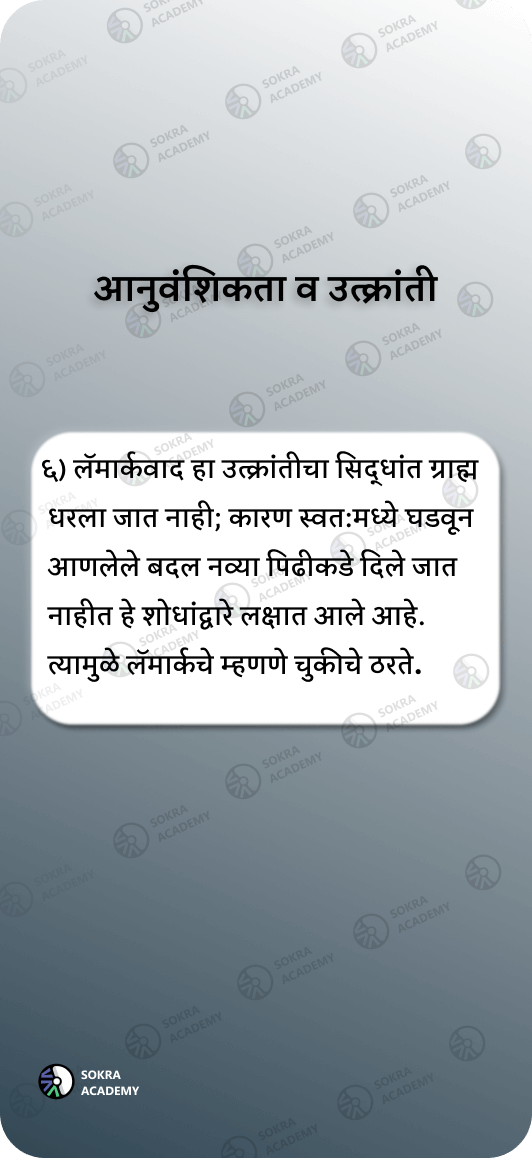 आनुवंशिकता व उत्क्रांती
६) लॅमार्कवाद हा उत्क्रांतीचा सिद्धांत ग्राह्य
धरला जात नाही; कारण स्वत:मध्ये घडवून
आणलेले बदल नव्या पिढीकडे दिले जात
नाहीत हे शोधांद्वारे लक्षात आले आहे.
त्यामुळे लॅमार्कचे म्हणणे चुकीचे ठरते.
SOKRA
ACADEMY